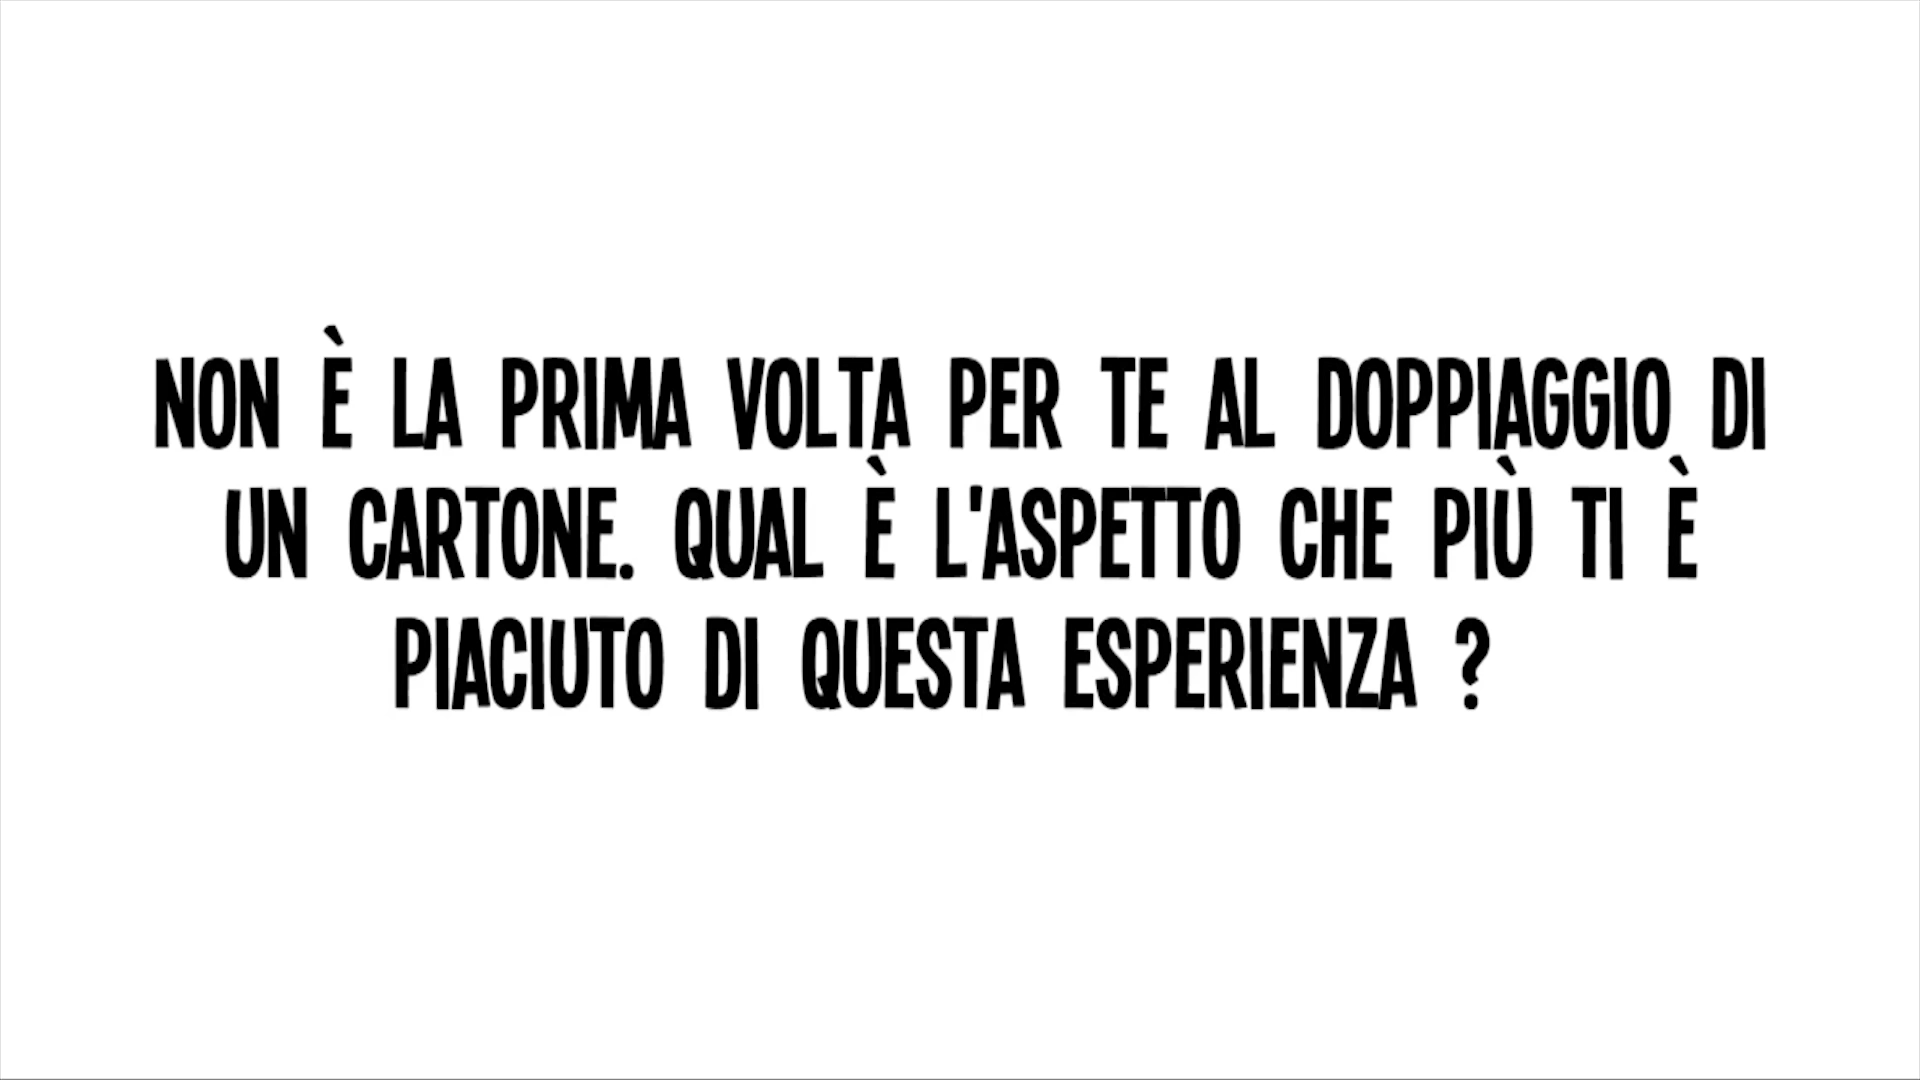 NON È LA PRIMA VOLTA PER TE AL DOPPIAGGIO DI
UN CARTONE. QUAL È L'ASPETTO CHE PIÙ TI È
PIACIUTO DI QUESTA ESPERIENZA ?